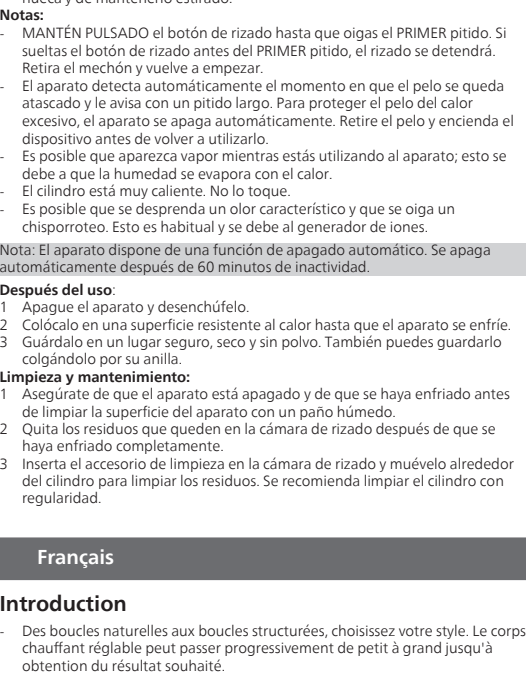 hueca y de mantenerlo estirado.
Notas:
- MANTÉN PULSADO el botón de rizado hasta que oigas el PRIMER pitido. Si
sueltas el botón de rizado antes del PRIMER pitido, el rizado se detendrá.
Retira el mechón y vuelve a empezar.
- El aparato detecta automáticamente el momento en que el pelo se queda
atascado y le avisa con un pitido largo. Para proteger el pelo del calor
excesivo, el aparato se apaga automáticamente. Retire el pelo y encienda el
dispositivo antes de volver a utilizarlo.
- Es posible que aparezca vapor mientras estás utilizando al aparato; esto se
debe a que la humedad se evapora con el calor.
- El cilindro está muy caliente. No lo toque.
- Es posible que se desprenda un olor característico y que se oiga un
chisporroteo. Esto es habitual y se debe al generador de iones.
Nota: El aparato dispone de una función de apagado automático. Se apaga
automáticamente después de 60 minutos de inactividad.
Después del uso:
1 Apague el aparato y desenchúfelo.
2 Colócalo en una superficie resistente al calor hasta que el aparato se enfríe.
3 Guárdalo en un lugar seguro, seco y sin polvo. También puedes guardarlo
colgándolo por su anilla.
Limpieza y mantenimiento:
1 Asegúrate de que el aparato está apagado y de que se haya enfriado antes
de limpiar la superficie del aparato con un paño húmedo.
2 Quita los residuos que queden en la cámara de rizado después de que se
haya enfriado completamente.
3 Inserta el accesorio de limpieza en la cámara de rizado y muévelo alrededor
del cilindro para limpiar los residuos. Se recomienda limpiar el cilindro con
regularidad.
Français
Introduction
- Des boucles naturelles aux boucles structurées, choisissez votre style. Le corps
chauffant réglable peut passer progressivement de petit à grand jusqu'à
obtention du résultat souhaité.